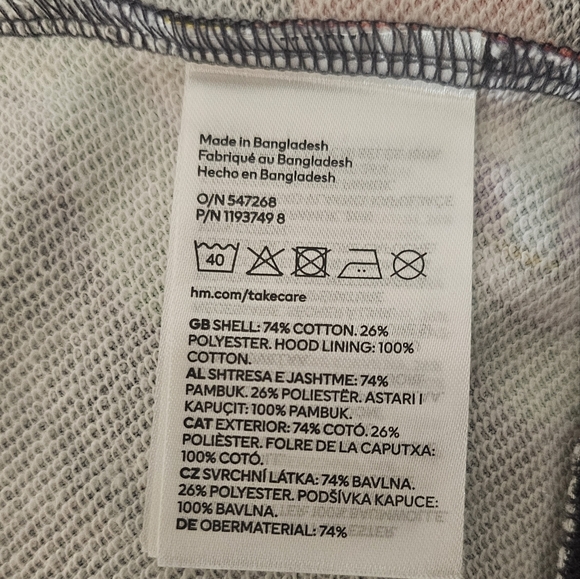 Made in Bangladesh
Fabriqué au Bangladesh
Hecho en Bangladesh
O/N 547268
P/N 1193749 8
40
hm.com/takecare
GB SHELL: 74% COTTON. 26%
POLYESTER. HOOD LINING: 100%
COTTON.
AL SHTRESA E JASHTME: 74%
PAMBUK. 26% POLIESTËR. ASTARI I
KAPUÇIT: 100% PAMBUK.
CAT EXTERIOR: 74% COTÓ. 26%
POLIÈSTER. FOLRE DE LA CAPUTXA:
100% COTÓ.
CZ SVRCHNÍ LÁTKA: 74% BAVLNA.
26% POLYESTER. PODŠÍVKA KAPUCE:
100% BAVLNA.
DE OBERMATERIAL: 74%